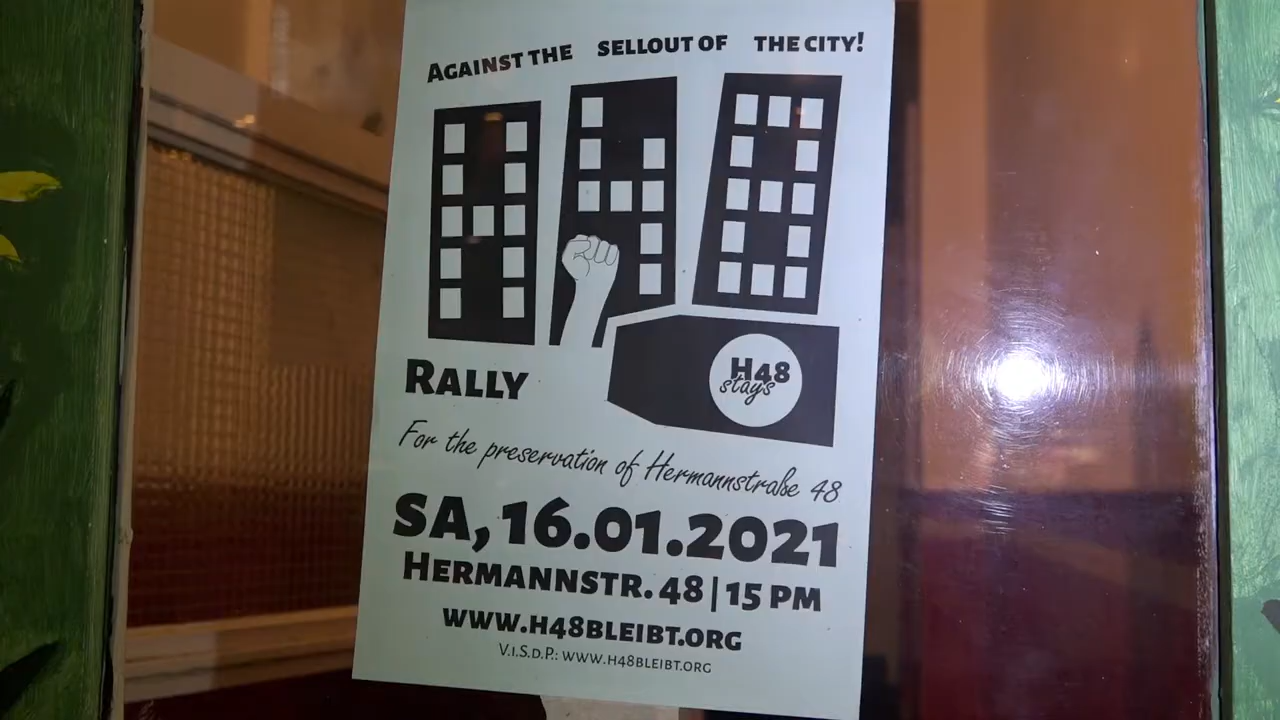 AGAINST THE SELLOUT OF THE CITY!
H48
stays
RALLY
For the preservation of Hermannstraße 48
SA, 16.01.2021
HERMANNSTR. 48 | 15 PM
WWW.H48BLEIBT.ORG
V.I.S.D.P.: WWW.H48BLEIBT.ORG